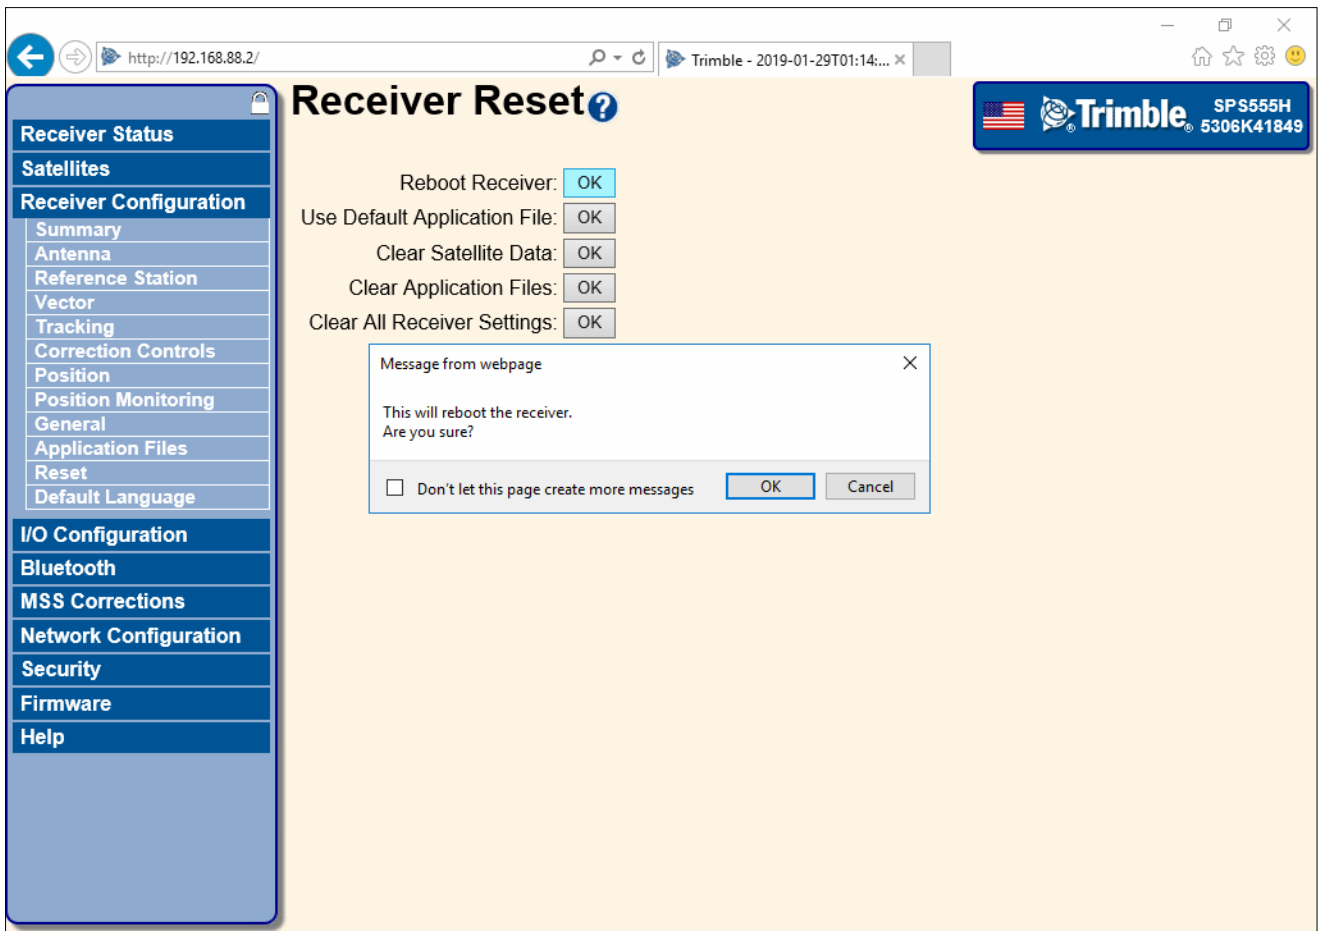 http://192.168.88.2/
Trimble - 2019-01-29T01:14:...
Receiver Status
Satellites
Receiver Configuration
Summary
Antenna
Reference Station
Vector
Tracking
Correction Controls
Position
Position Monitoring
General
Application Files
Reset
Default Language
I/O Configuration
Bluetooth
MSS Corrections
Network Configuration
Security
Firmware
Help
Receiver Reset ?
Trimble® SPS555H
5306K41849
Reboot Receiver: OK
Use Default Application File: OK
Clear Satellite Data: OK
Clear Application Files: OK
Clear All Receiver Settings: OK
Message from webpage
This will reboot the receiver.
Are you sure?
Don't let this page create more messages OK Cancel